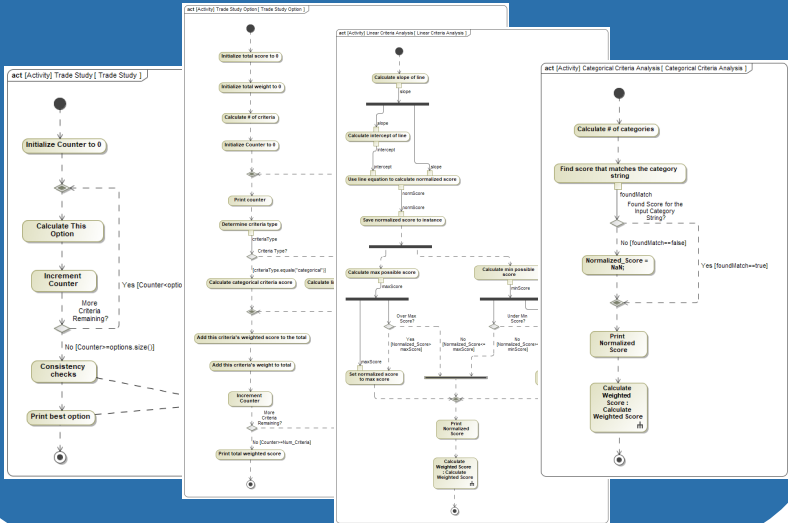 act [Activity] Trade Study [ Trade Study ]
Initialize Counter to 0
Calculate This
Option
Increment
Counter
More
Criteria
Remaining?
Yes [Counter<optio
No [Counter>=options.size()]
Consistency
checks
Print best option
act [Activity] Trade Study Option [ Trade Study Option ]
Initialize total score to 0
Initialize total weight to 0
Calculate # of criteria
Initialize Counter to 0
Print counter
Determine criteria type
criteriaType
Criteria Type?
[criteriaType.equals("categorical")]
Calculate categorical criteria score
Calculate li
Add this criteria's weighted score to the total
Add this criteria's weight to total
Increment
Counter
More
Criteria
Remaining?
No [Counter>=Num_Criteria]
Print total weighted score
act [Activity] Linear Criteria Analysis [ Linear Criteria Analysis ]
Calculate slope of line
slope
slope
Calculate intercept of line
intercept
intercept
slope
Use line equation to calculate normalized score
normScore
normScore
Save normalized score to instance
Calculate max possible score
maxScore
Calculate min possible
score
minScore
Over Max
Score?
Under Min
Score?
Yes
[Normalized_Score>
maxScore]
No
[Normalized_Score<=
maxScore]
No
[Normalized_Score>
minScore]
maxScore
Set normalized score
to max score
Print
Normalized
Score
Calculate
Weighted Score
: Calculate
Weighted Score
act [Activity] Categorical Criteria Analysis [ Categorical Criteria Analysis ]
Calculate # of categories
Find score that matches the category
string
foundMatch
Found Score for the
Input Category
String?
No [foundMatch==false]
Normalized_Score =
NaN;
Yes [foundMatch==true]
Print
Normalized
Score
Calculate
Weighted
Score :
Calculate
Weighted Score